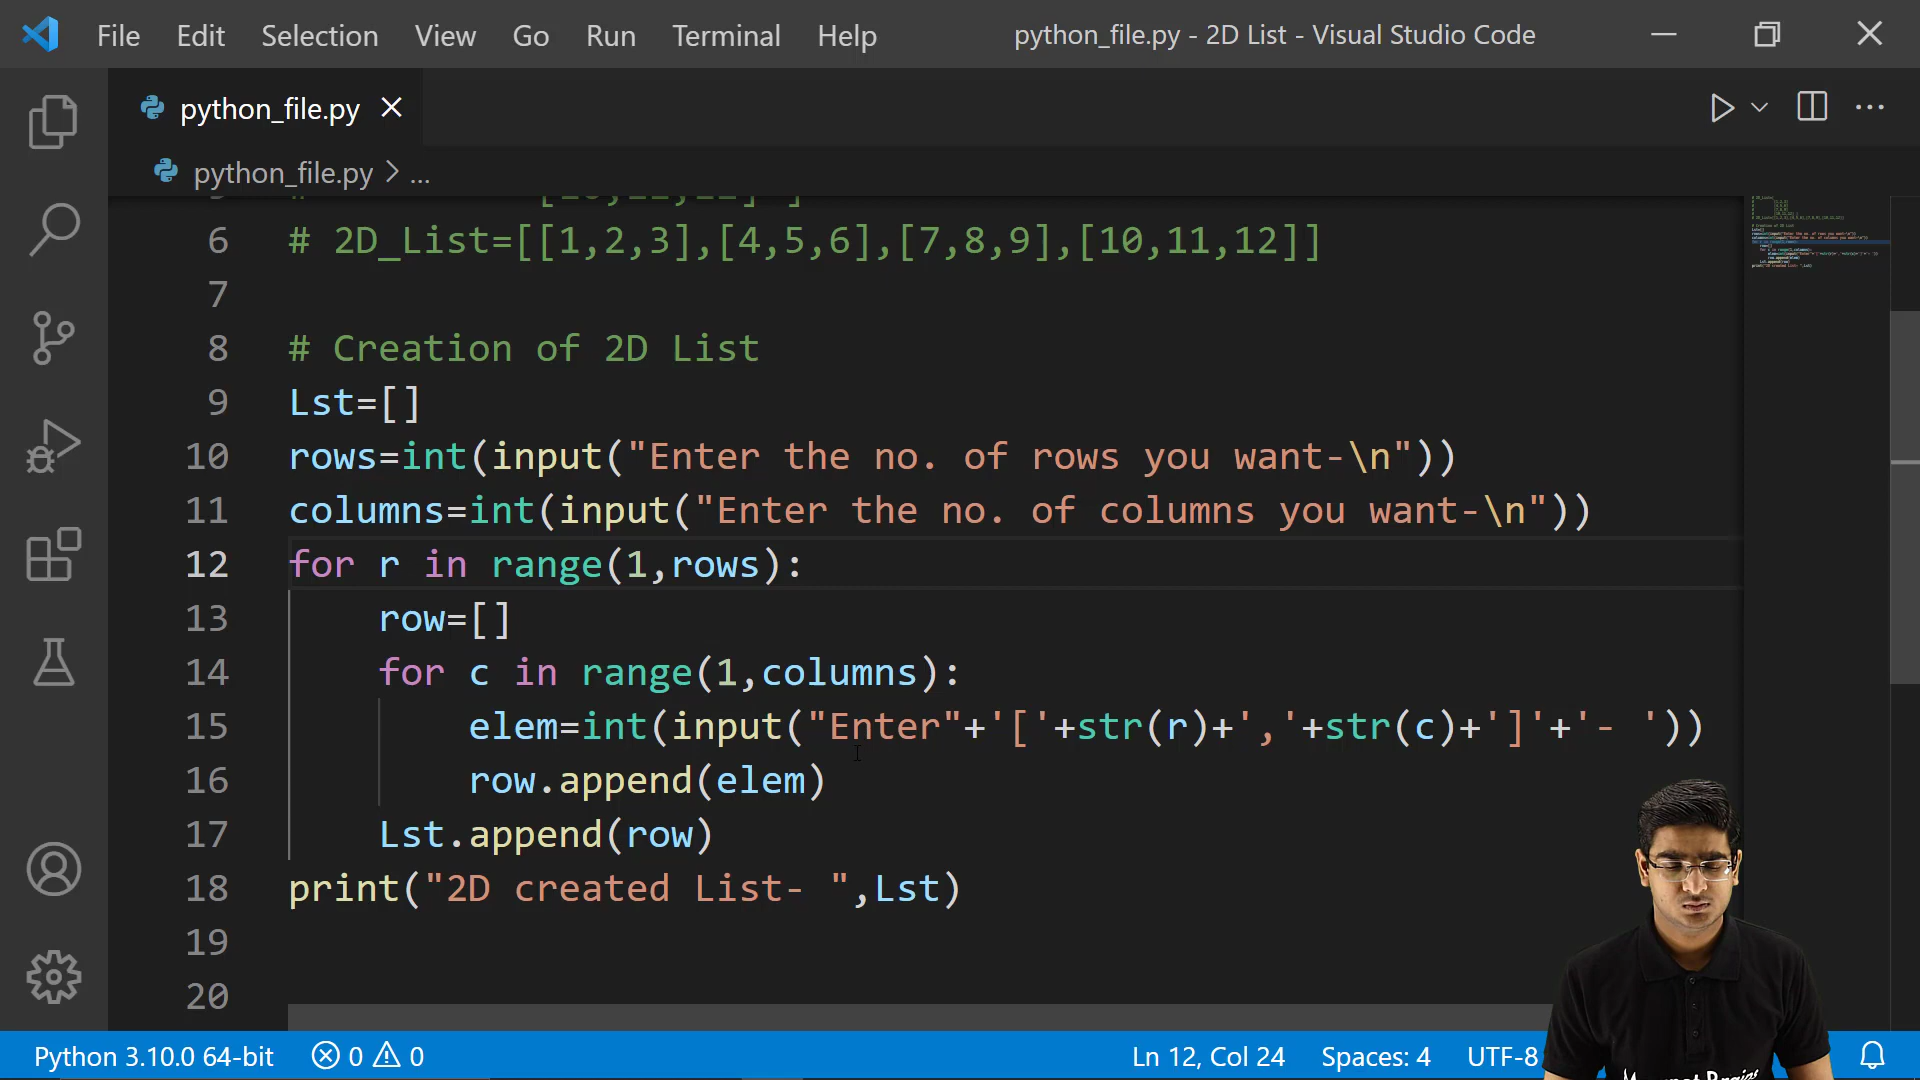 File Edit Selection View Go Run Terminal Help python_file.py - 2D List - Visual Studio Code
python_file.py
python_file.py > ...
6 # 2D_List=[[1,2,3],[4,5,6],[7,8,9],[10,11,12]]
7
8 # Creation of 2D List
9 Lst=[]
10 rows=int(input("Enter the no. of rows you want-\n"))
11 columns=int(input("Enter the no. of columns you want-\n"))
12 for r in range(1,rows):
13 row=[]
14 for c in range(1,columns):
15 elem=int(input("Enter"+'['+str(r)+','+str(c)+']'+'- '))
16 row.append(elem)
17 Lst.append(row)
18 print("2D created List- ",Lst)
19
20
Python 3.10.0 64-bit 0 0 Ln 12, Col 24 Spaces: 4 UTF-8